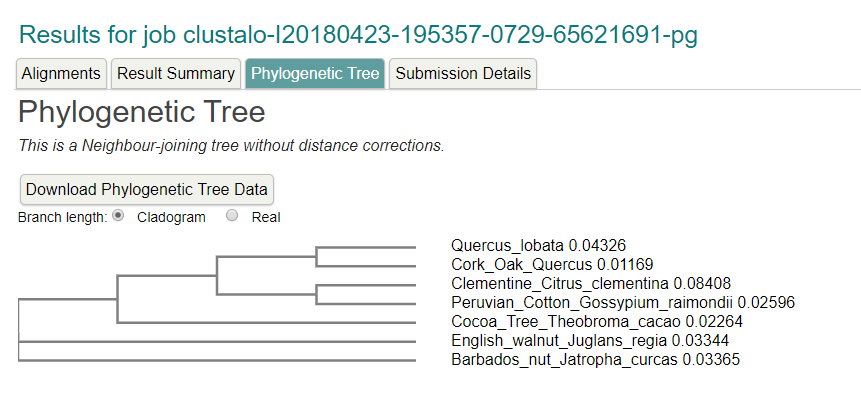 Results for job clustalo-I20180423-195357-0729-65621691-pg
Alignments Result Summary Phylogenetic Tree Submission Details
Phylogenetic Tree
This is a Neighbour-joining tree without distance corrections.
Download Phylogenetic Tree Data
Branch length: Cladogram Real
Quercus_lobata 0.04326
Cork_Oak_Quercus 0.01169
Clementine_Citrus_clementina 0.08408
Peruvian_Cotton_Gossypium_raimondii 0.02596
Cocoa_Tree_Theobroma_cacao 0.02264
English_walnut_Juglans_regia 0.03344
Barbados_nut_Jatropha_curcas 0.03365